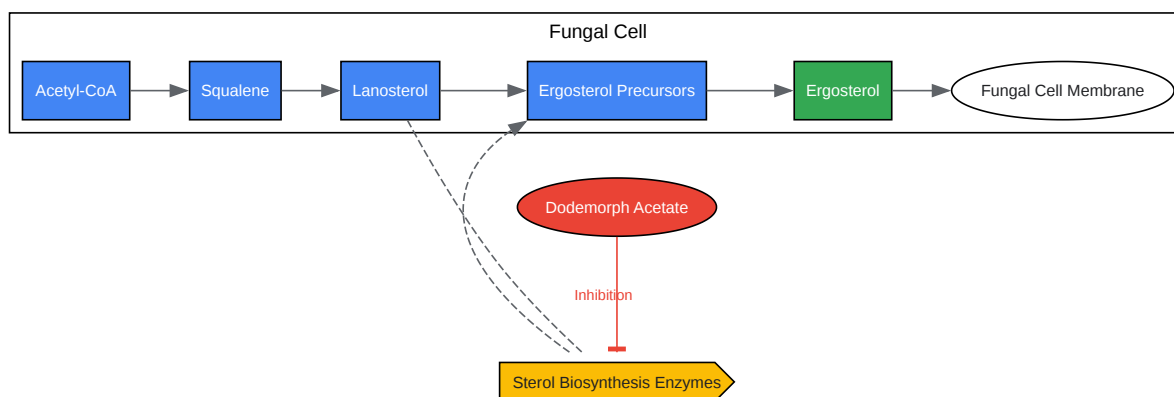 Fungal Cell
Acetyl-CoA
Squalene
Lanosterol
Ergosterol Precursors
Ergosterol
Fungal Cell Membrane
Dodemorph Acetate
Inhibition
Sterol Biosynthesis Enzymes